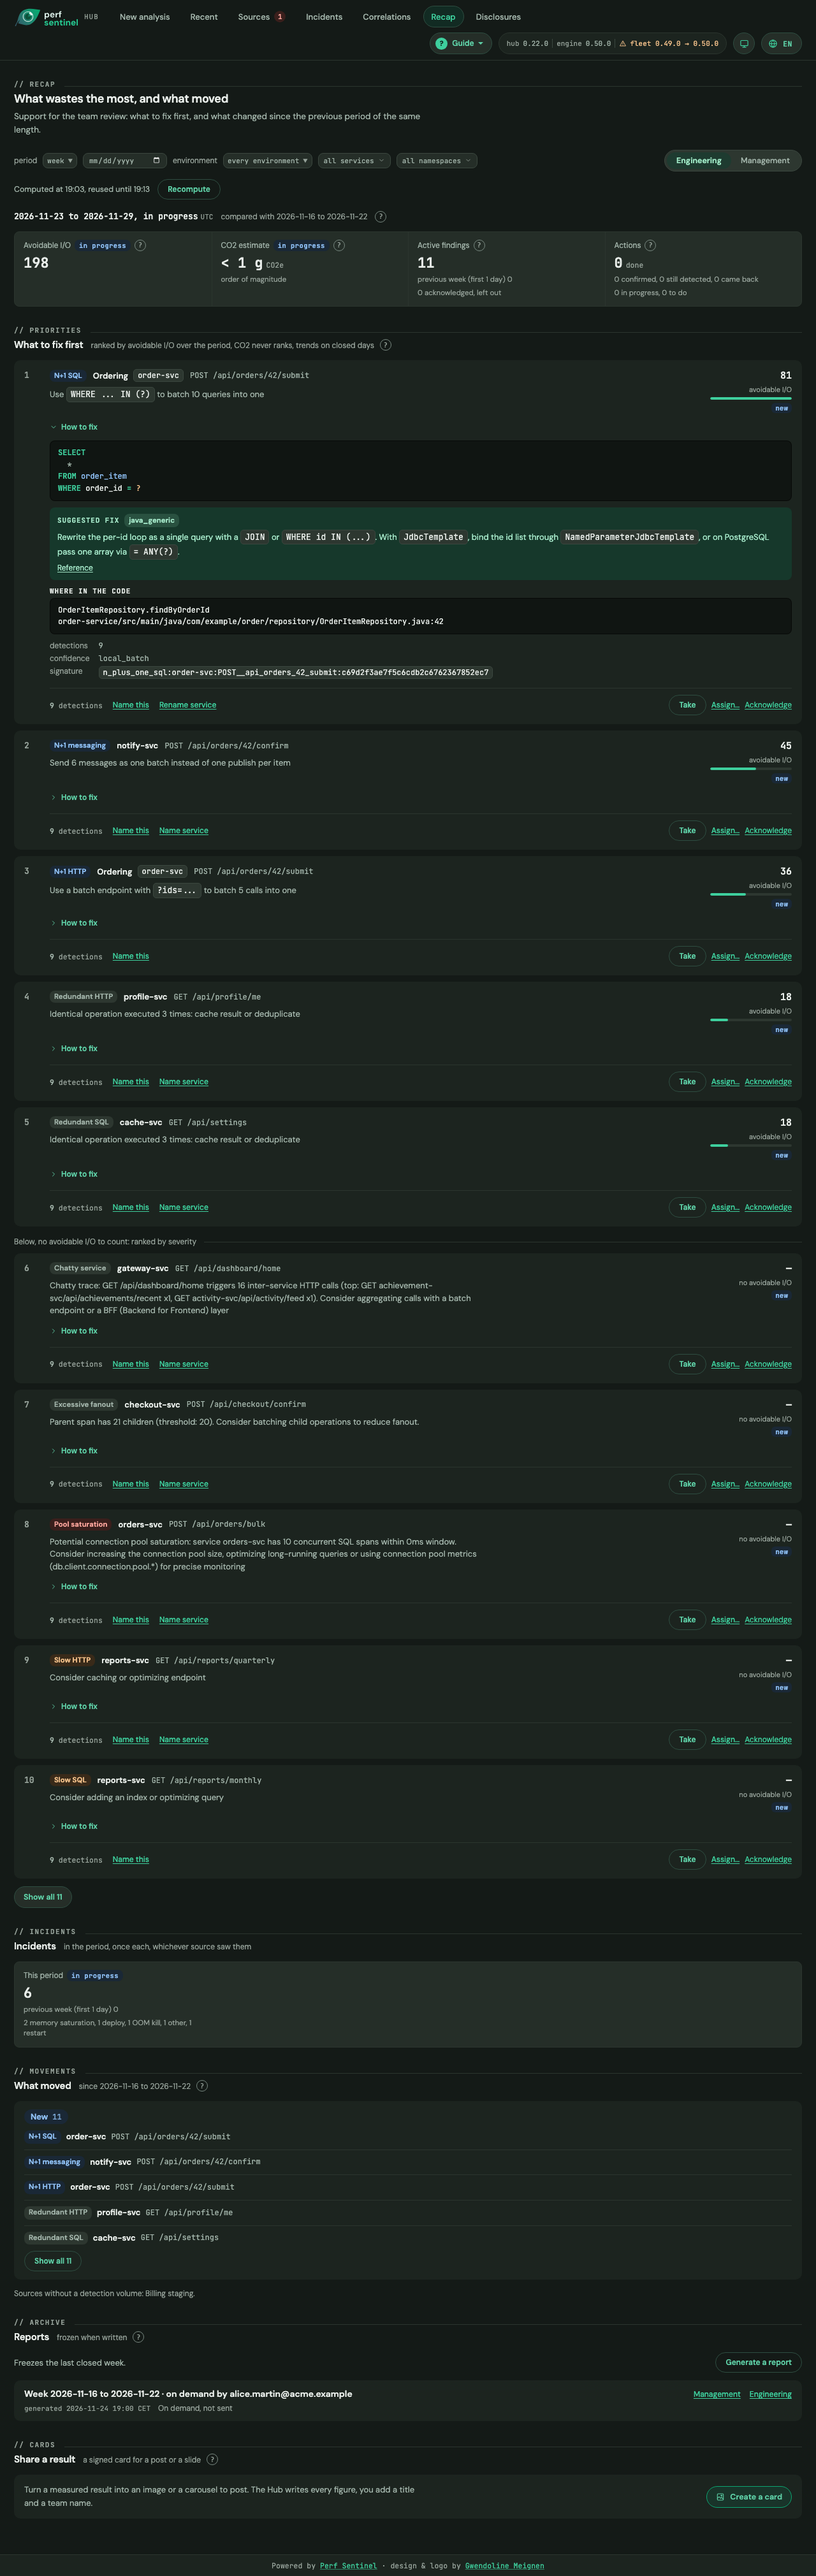 perf sentinel HUB
New analysis
Recent
Sources 1
Incidents
Correlations
Recap
Disclosures
? Guide
hub 0.22.0 | engine 0.50.0 | ⚠ fleet 0.49.0 → 0.50.0
EN
// RECAP
What wastes the most, and what moved
Support for the team review: what to fix first, and what changed since the previous period of the same
length.
period week mm/dd/yyyy environment every environment all services all namespaces
Engineering Management
Computed at 19:03, reused until 19:13 Recompute
2026-11-23 to 2026-11-29, in progress UTC compared with 2026-11-16 to 2026-11-22 ?
Avoidable I/O in progress ?
198
CO2 estimate in progress ?
< 1 g CO2e
order of magnitude
Active findings ?
11
previous week (first 1 day) 0
0 acknowledged, left out
Actions ?
0 done
0 confirmed, 0 still detected, 0 came back
0 in progress, 0 to do
// PRIORITIES
What to fix first ranked by avoidable I/O over the period, CO2 never ranks, trends on closed days ?
1 N+1 SQL Ordering order-svc POST /api/orders/42/submit 81
avoidable I/O
new
Use WHERE ... IN (?) to batch 10 queries into one
How to fix
SELECT
*
FROM order_item
WHERE order_id = ?
SUGGESTED FIX java_generic
Rewrite the per-id loop as a single query with a JOIN or WHERE id IN (...). With JdbcTemplate, bind the id list through NamedParameterJdbcTemplate, or on PostgreSQL
pass one array via = ANY(?).
Reference
WHERE IN THE CODE
OrderItemRepository.findByOrderId
order-service/src/main/java/com/example/order/repository/OrderItemRepository.java:42
detections 9
confidence local_batch
signature n_plus_one_sql:order-svc:POST__api_orders_42_submit:c69d2f3ae7f5c6cdb2c6762367852ec7
9 detections Name this Rename service Take Assign... Acknowledge
2 N+1 messaging notify-svc POST /api/orders/42/confirm 45
avoidable I/O
new
Send 6 messages as one batch instead of one publish per item
How to fix
9 detections Name this Name service Take Assign... Acknowledge
3 N+1 HTTP Ordering order-svc POST /api/orders/42/submit 36
avoidable I/O
new
Use a batch endpoint with ?ids=... to batch 5 calls into one
How to fix
9 detections Name this Take Assign... Acknowledge
4 Redundant HTTP profile-svc GET /api/profile/me 18
avoidable I/O
new
Identical operation executed 3 times: cache result or deduplicate
How to fix
9 detections Name this Name service Take Assign... Acknowledge
5 Redundant SQL cache-svc GET /api/settings 18
avoidable I/O
new
Identical operation executed 3 times: cache result or deduplicate
How to fix
9 detections Name this Name service Take Assign... Acknowledge
Below, no avoidable I/O to count: ranked by severity
6 Chatty service gateway-svc GET /api/dashboard/home —
no avoidable I/O
new
Chatty trace: GET /api/dashboard/home triggers 16 inter-service HTTP calls (top: GET achievement-
svc/api/achievements/recent x1, GET activity-svc/api/activity/feed x1). Consider aggregating calls with a batch
endpoint or a BFF (Backend for Frontend) layer
How to fix
9 detections Name this Name service Take Assign... Acknowledge
7 Excessive fanout checkout-svc POST /api/checkout/confirm —
no avoidable I/O
new
Parent span has 21 children (threshold: 20). Consider batching child operations to reduce fanout.
How to fix
9 detections Name this Name service Take Assign... Acknowledge
8 Pool saturation orders-svc POST /api/orders/bulk —
no avoidable I/O
new
Potential connection pool saturation: service orders-svc has 10 concurrent SQL spans within 0ms window.
Consider increasing the connection pool size, optimizing long-running queries or using connection pool metrics
(db.client.connection.pool.*) for precise monitoring
How to fix
9 detections Name this Name service Take Assign... Acknowledge
9 Slow HTTP reports-svc GET /api/reports/quarterly —
no avoidable I/O
new
Consider caching or optimizing endpoint
How to fix
9 detections Name this Name service Take Assign... Acknowledge
10 Slow SQL reports-svc GET /api/reports/monthly —
no avoidable I/O
new
Consider adding an index or optimizing query
How to fix
9 detections Name this Take Assign... Acknowledge
Show all 11
// INCIDENTS
Incidents in the period, once each, whichever source saw them
This period in progress
6
previous week (first 1 day) 0
2 memory saturation, 1 deploy, 1 OOM kill, 1 other, 1
restart
// MOVEMENTS
What moved since 2026-11-16 to 2026-11-22 ?
New 11
N+1 SQL order-svc POST /api/orders/42/submit
N+1 messaging notify-svc POST /api/orders/42/confirm
N+1 HTTP order-svc POST /api/orders/42/submit
Redundant HTTP profile-svc GET /api/profile/me
Redundant SQL cache-svc GET /api/settings
Show all 11
Sources without a detection volume: Billing staging.
// ARCHIVE
Reports frozen when written ?
Freezes the last closed week. Generate a report
Week 2026-11-16 to 2026-11-22 · on demand by alice.martin@acme.example Management Engineering
generated 2026-11-24 19:00 CET On demand, not sent
// CARDS
Share a result a signed card for a post or a slide ?
Turn a measured result into an image or a carousel to post. The Hub writes every figure, you add a title
and a team name.
Create a card
Powered by Perf Sentinel · design & logo by Gwendoline Meignen